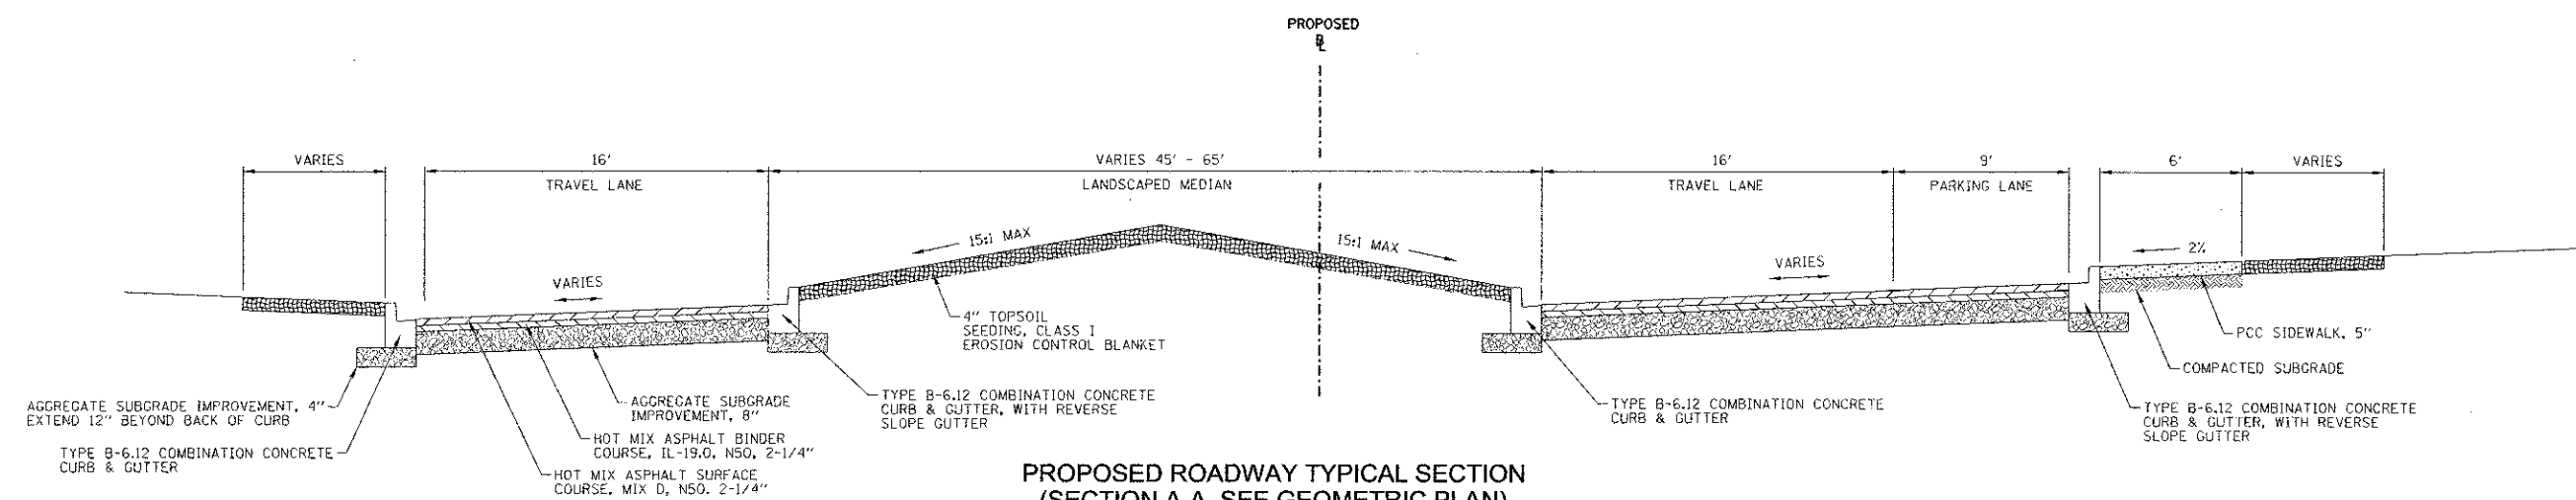 PROPOSED
℄
VARIES
16'
VARIES 45' - 65'
16'
9'
6'
VARIES
TRAVEL LANE
LANDSCAPED MEDIAN
TRAVEL LANE
PARKING LANE
15:1 MAX
15:1 MAX
2%
VARIES
VARIES
4" TOPSOIL
SEEDING, CLASS I
EROSION CONTROL BLANKET
PCC SIDEWALK, 5"
COMPACTED SUBGRADE
AGGREGATE SUBGRADE IMPROVEMENT, 4"
EXTEND 12" BEYOND BACK OF CURB
AGGREGATE SUBGRADE
IMPROVEMENT, 8"
TYPE B-6.12 COMBINATION CONCRETE
CURB & GUTTER, WITH REVERSE
SLOPE GUTTER
TYPE B-6.12 COMBINATION CONCRETE
CURB & GUTTER
TYPE B-6.12 COMBINATION CONCRETE
CURB & GUTTER, WITH REVERSE
SLOPE GUTTER
HOT MIX ASPHALT BINDER
COURSE, IL-19.0, N50, 2-1/4"
TYPE B-6.12 COMBINATION CONCRETE
CURB & GUTTER
HOT MIX ASPHALT SURFACE
COURSE, MIX D, N50, 2-1/4"
PROPOSED ROADWAY TYPICAL SECTION
(SECTION A-A, SEE GEOMETRIC PLAN)